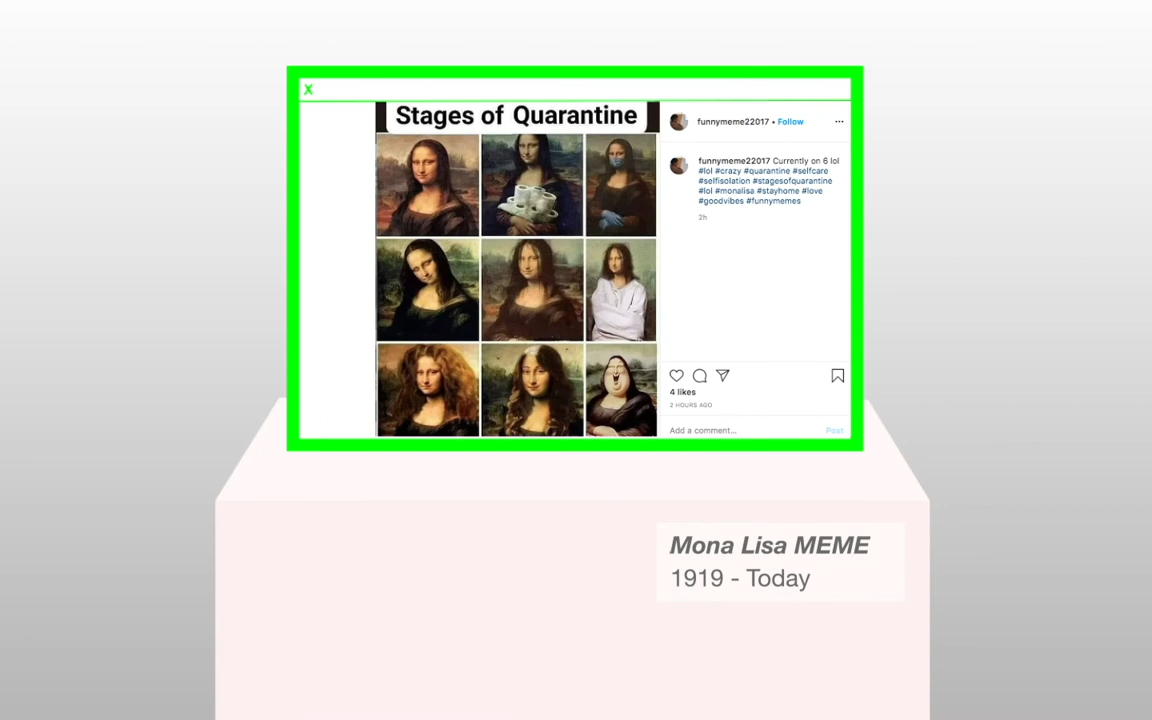 X
Stages of Quarantine
funnymeme22017 • Follow
funnymeme22017 Currently on 6 lol
#lol #crazy #quarantine #selfcare
#selfisolation #stagesofquarantine
#lol #monalisa #stayhome #love
#goodvibes #funnymemes
2h
4 likes
2 HOURS AGO
Add a comment... Post
Mona Lisa MEME
1919 - Today